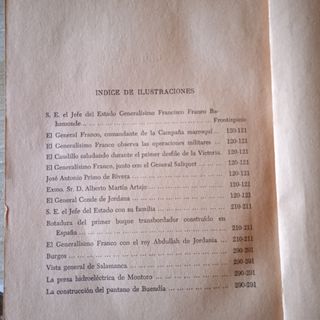 INDICE DE ILUSTRACIONES
S. E. el Jefe del Estado Generalísimo Francisco Franco Ba-
hamonde ... Frontispicio
El General Franco, comandante de la Campaña marroquí ... 120-121
El Generalísimo Franco observa las operaciones militares ... 120-121
El Caudillo saludando durante el primer desfile de la Victoria. 120-121
El Generalísimo Franco, junto con el General Saliquet ... 120-121
José Antonio Primo de Rivera ... 120-121
Excmo. Sr. D. Alberto Martín Artajo ... 120-121
El General Conde de Jordana ... 120-121
S. E. el Jefe del Estado con su familia ... 210-211
Botadura del primer buque transbordador construído en
España ... 210-211
El Generalísimo Franco con el rey Abdullah de Jordania ... 210-211
Burgos ... 290-291
Vista general de Salamanca ... 290-291
La presa hidroeléctrica de Montoro ... 290-291
La construcción del pantano de Buendía ... 290-291